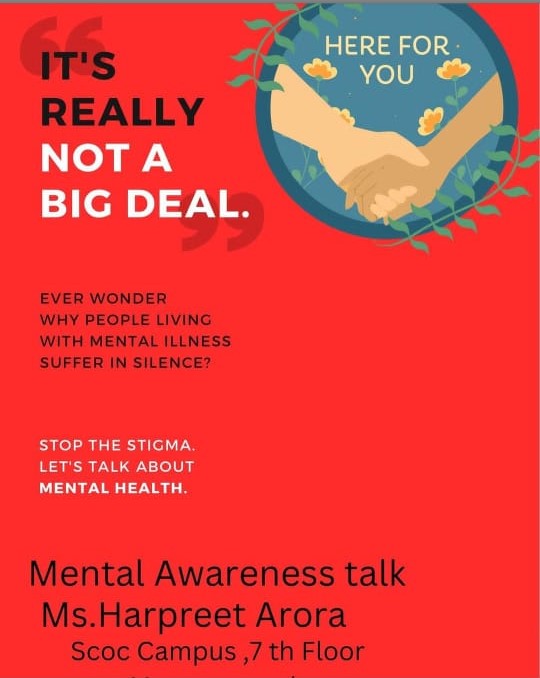 IT'S
REALLY
NOT A
BIG DEAL.
HERE FOR
YOU
EVER WONDER
WHY PEOPLE LIVING
WITH MENTAL ILLNESS
SUFFER IN SILENCE?
STOP THE STIGMA.
LET'S TALK ABOUT
MENTAL HEALTH.
Mental Awareness talk
Ms.Harpreet Arora
Scoc Campus ,7 th Floor